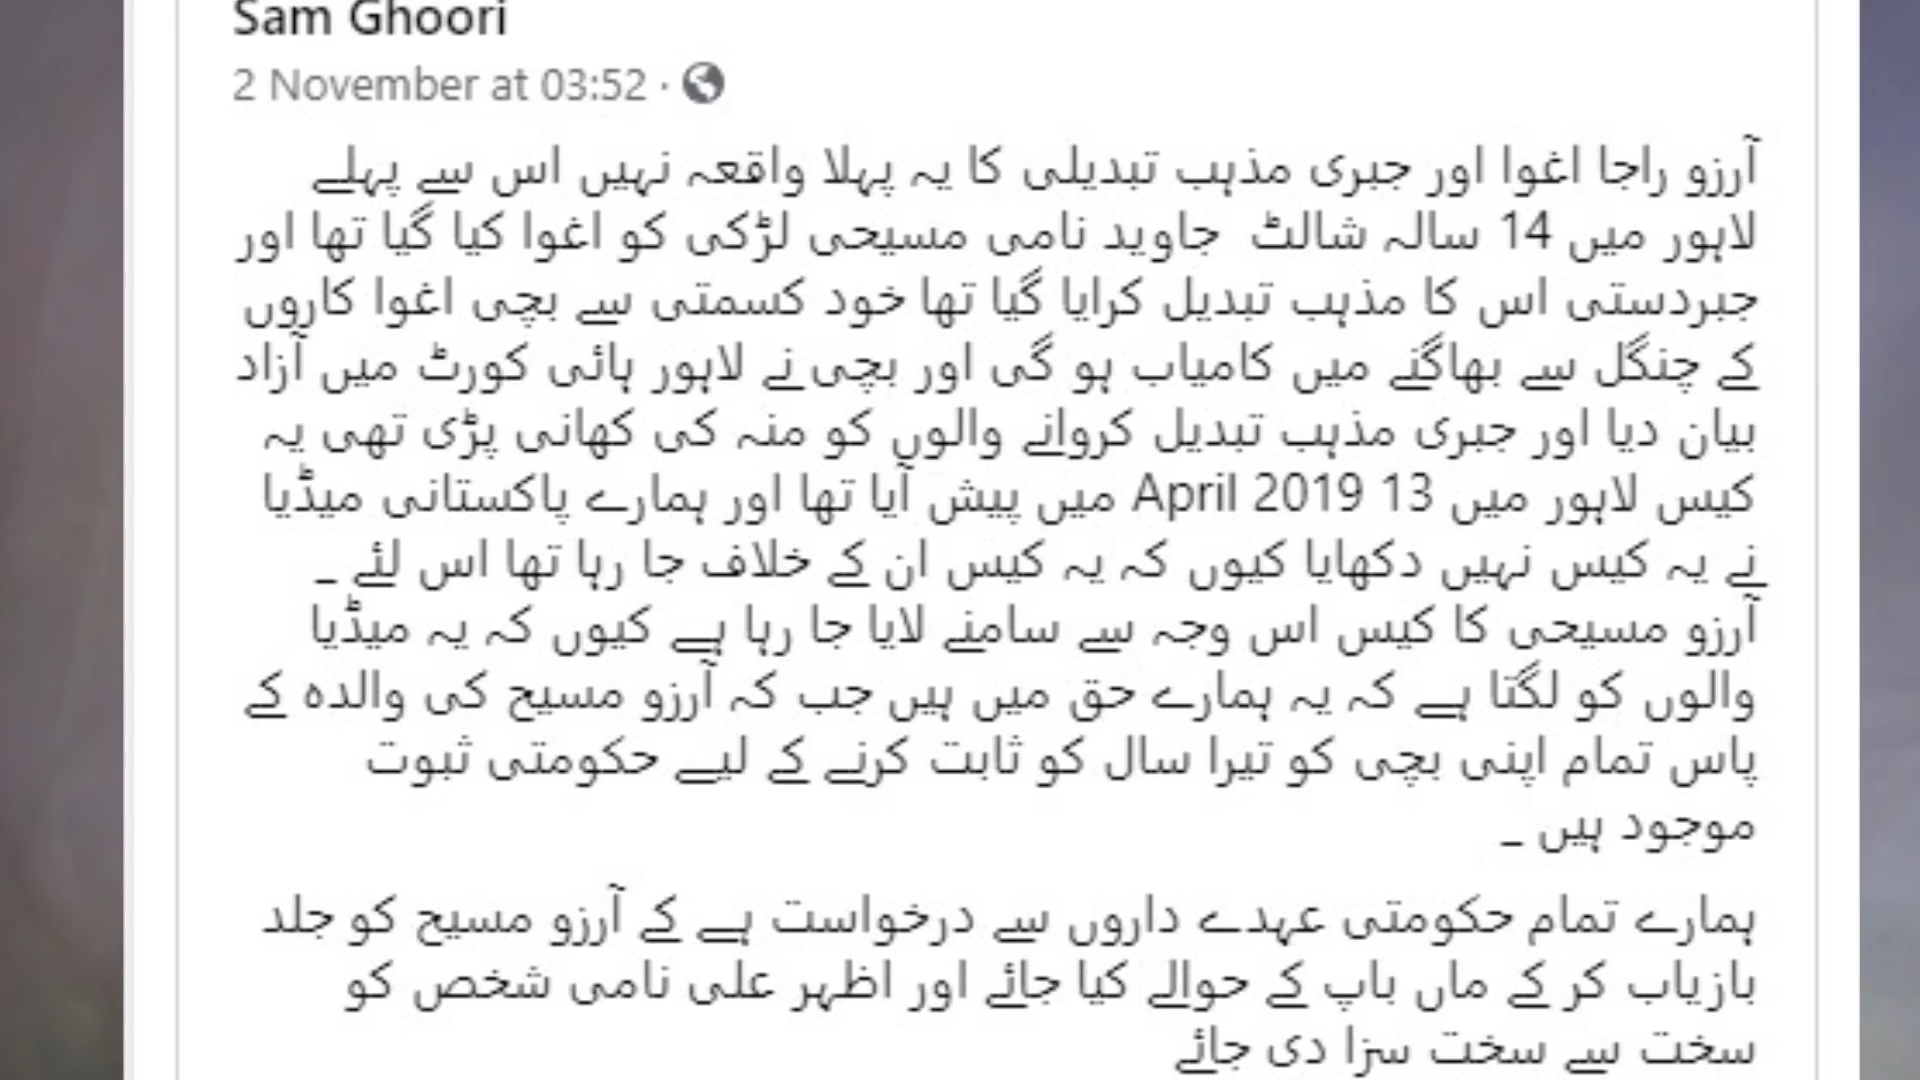 Sam Ghoori
2 November at 03:52 ·
آرزو راجا اغوا اور جبری مذہب تبدیلی کا یہ پہلا واقعہ نہیں اس سے پہلے
لاہور میں 14 سالہ شالٹ جاوید نامی مسیحی لڑکی کو اغوا کیا گیا تھا اور
جبردستی اس کا مذہب تبدیل کرایا گیا تھا خود کسمتی سے بچی اغوا کاروں
کے چنگل سے بھاگنے میں کامیاب ہو گی اور بچی نے لاہور ہائی کورٹ میں آزاد
بیان دیا اور جبری مذہب تبدیل کروانے والوں کو منہ کی کھانی پڑی تھی یہ
کیس لاہور میں 13 April 2019 میں پیش آیا تھا اور ہمارے پاکستانی میڈیا
نے یہ کیس نہیں دکھایا کیوں کہ یہ کیس ان کے خلاف جا رہا تھا اس لئے ۔
آرزو مسیحی کا کیس اس وجہ سے سامنے لایا جا رہا ہے کیوں کہ یہ میڈیا
والوں کو لگتا ہے کہ یہ ہمارے حق میں ہیں جب کہ آرزو مسیح کی والدہ کے
پاس تمام اپنی بچی کو تیرا سال کو ثابت کرنے کے لیے حکومتی ثبوت
موجود ہیں ۔
ہمارے تمام حکومتی عہدے داروں سے درخواست ہے کے آرزو مسیح کو جلد
بازیاب کر کے ماں باپ کے حوالے کیا جائے اور اظہر علی نامی شخص کو
سخت سے سخت سزا دی جائے